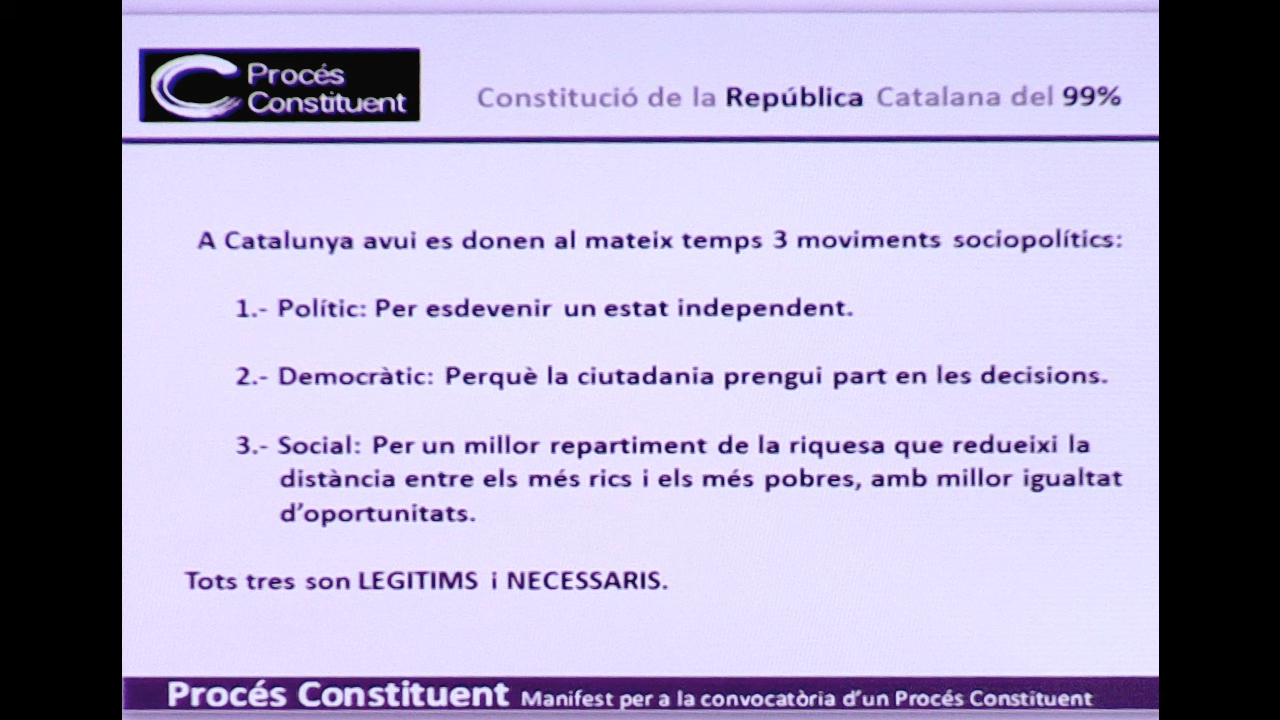 Procés
Constituent
Constitució de la República Catalana del 99%
A Catalunya avui es donen al mateix temps 3 moviments sociopolítics:
1.- Polític: Per esdevenir un estat independent.
2.- Democràtic: Perquè la ciutadania prengui part en les decisions.
3.- Social: Per un millor repartiment de la riquesa que redueixi la
distància entre els més rics i els més pobres, amb millor igualtat
d'oportunitats.
Tots tres son LEGITIMS i NECESSARIS.
Procés Constituent Manifest per a la convocatòria d'un Procés Constituent